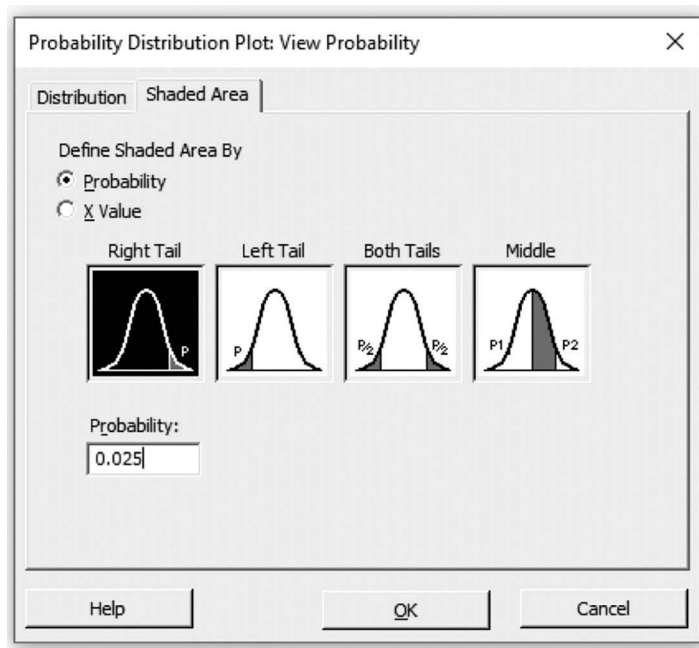 Probability Distribution Plot: View Probability
Distribution Shaded Area
Define Shaded Area By
Probability
X Value
Right Tail Left Tail Both Tails Middle
P P P/2 P/2 P1 P2
Probability:
0.025
Help OK Cancel